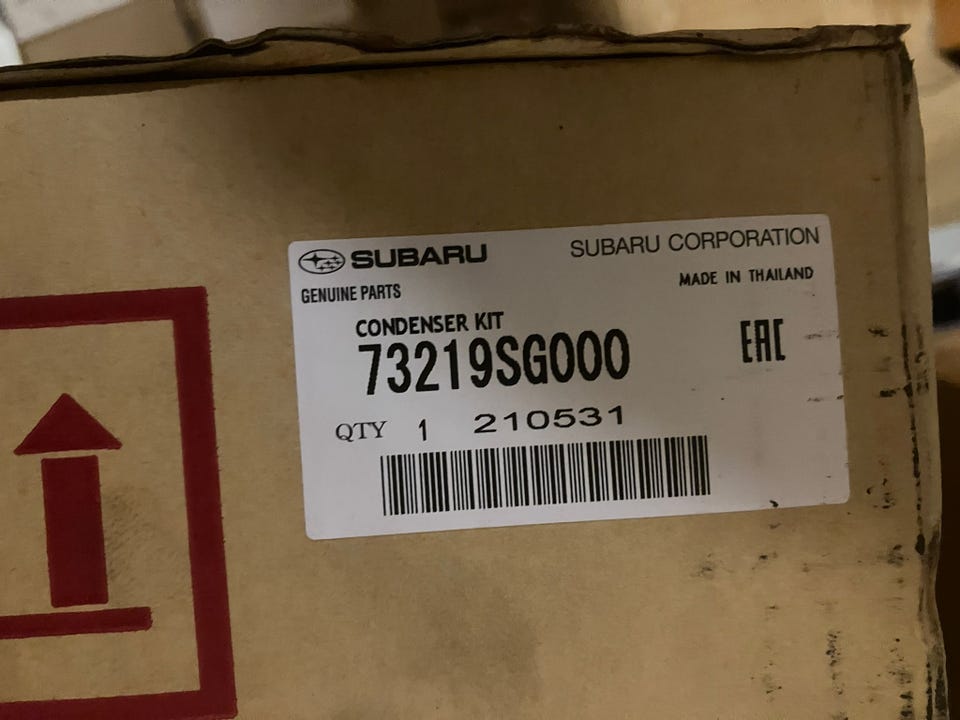 SUBARU
SUBARU CORPORATION
GENUINE PARTS
MADE IN THAILAND
CONDENSER KIT
73219SG000
EAC
QTY 1 210531